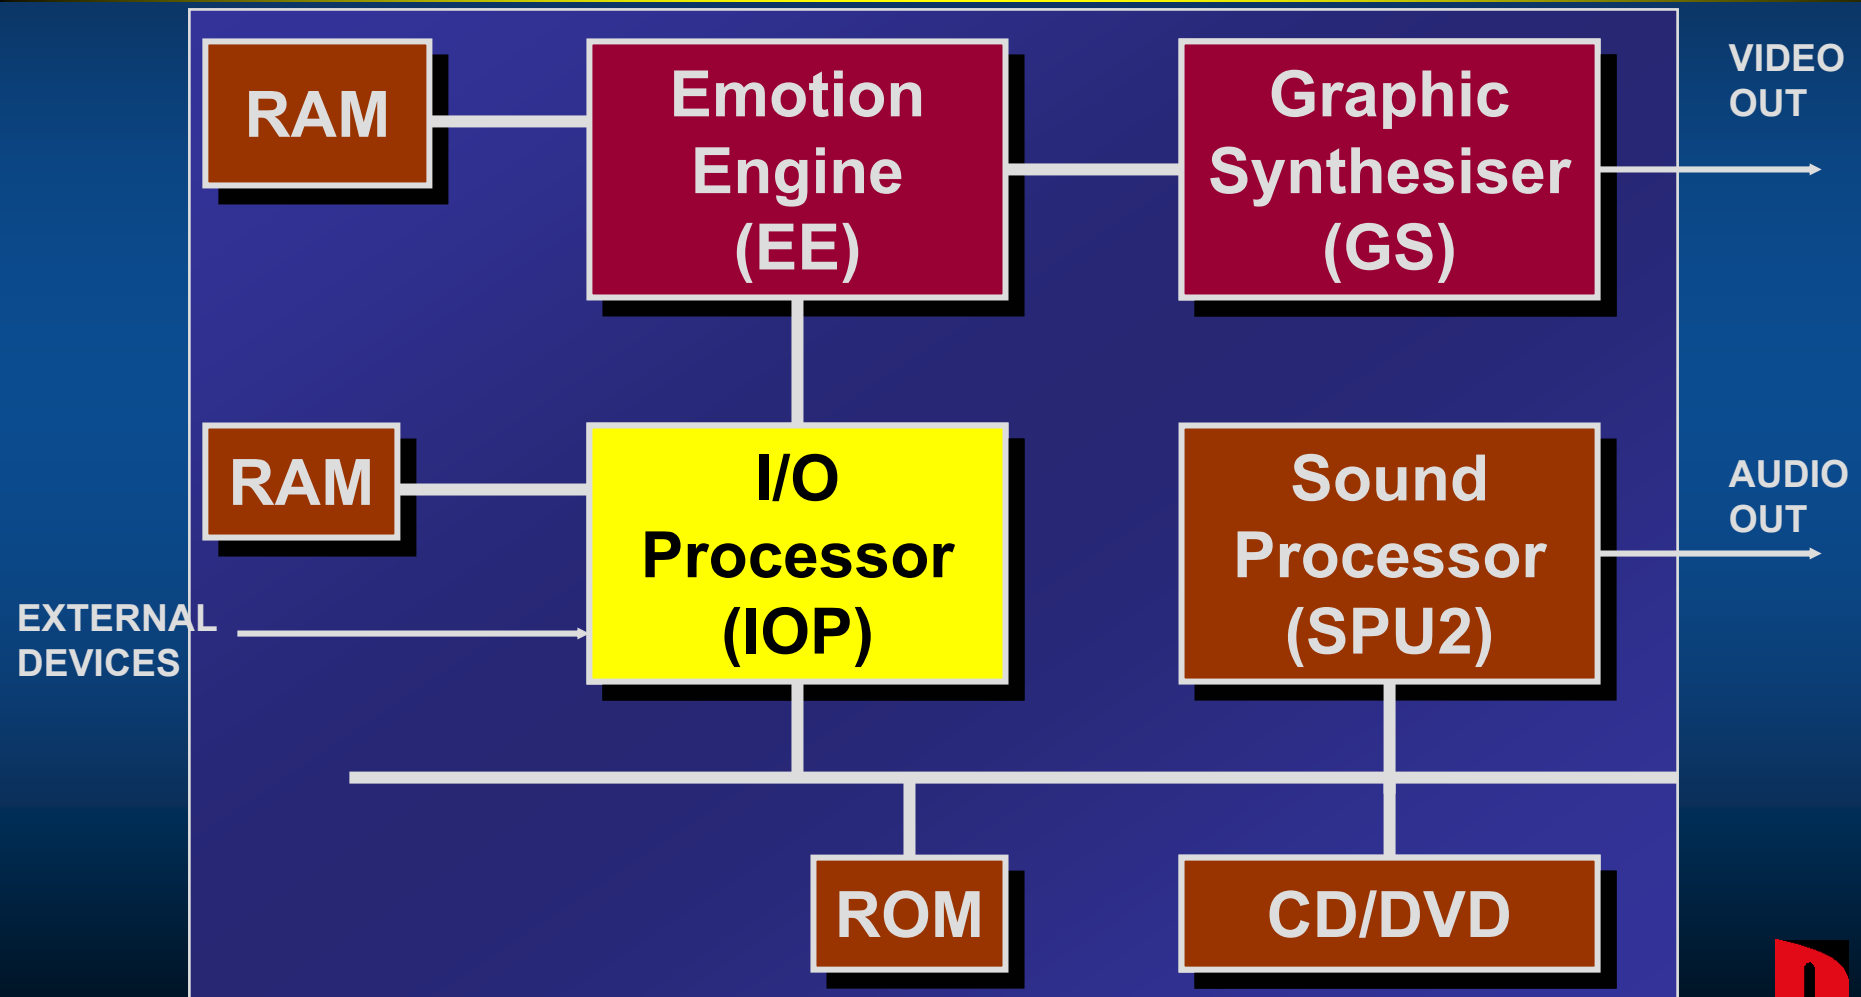 RAM
Emotion
Engine
(EE)
Graphic
Synthesiser
(GS)
VIDEO
OUT
RAM
I/O
Processor
(IOP)
Sound
Processor
(SPU2)
AUDIO
OUT
EXTERNAL
DEVICES
ROM
CD/DVD